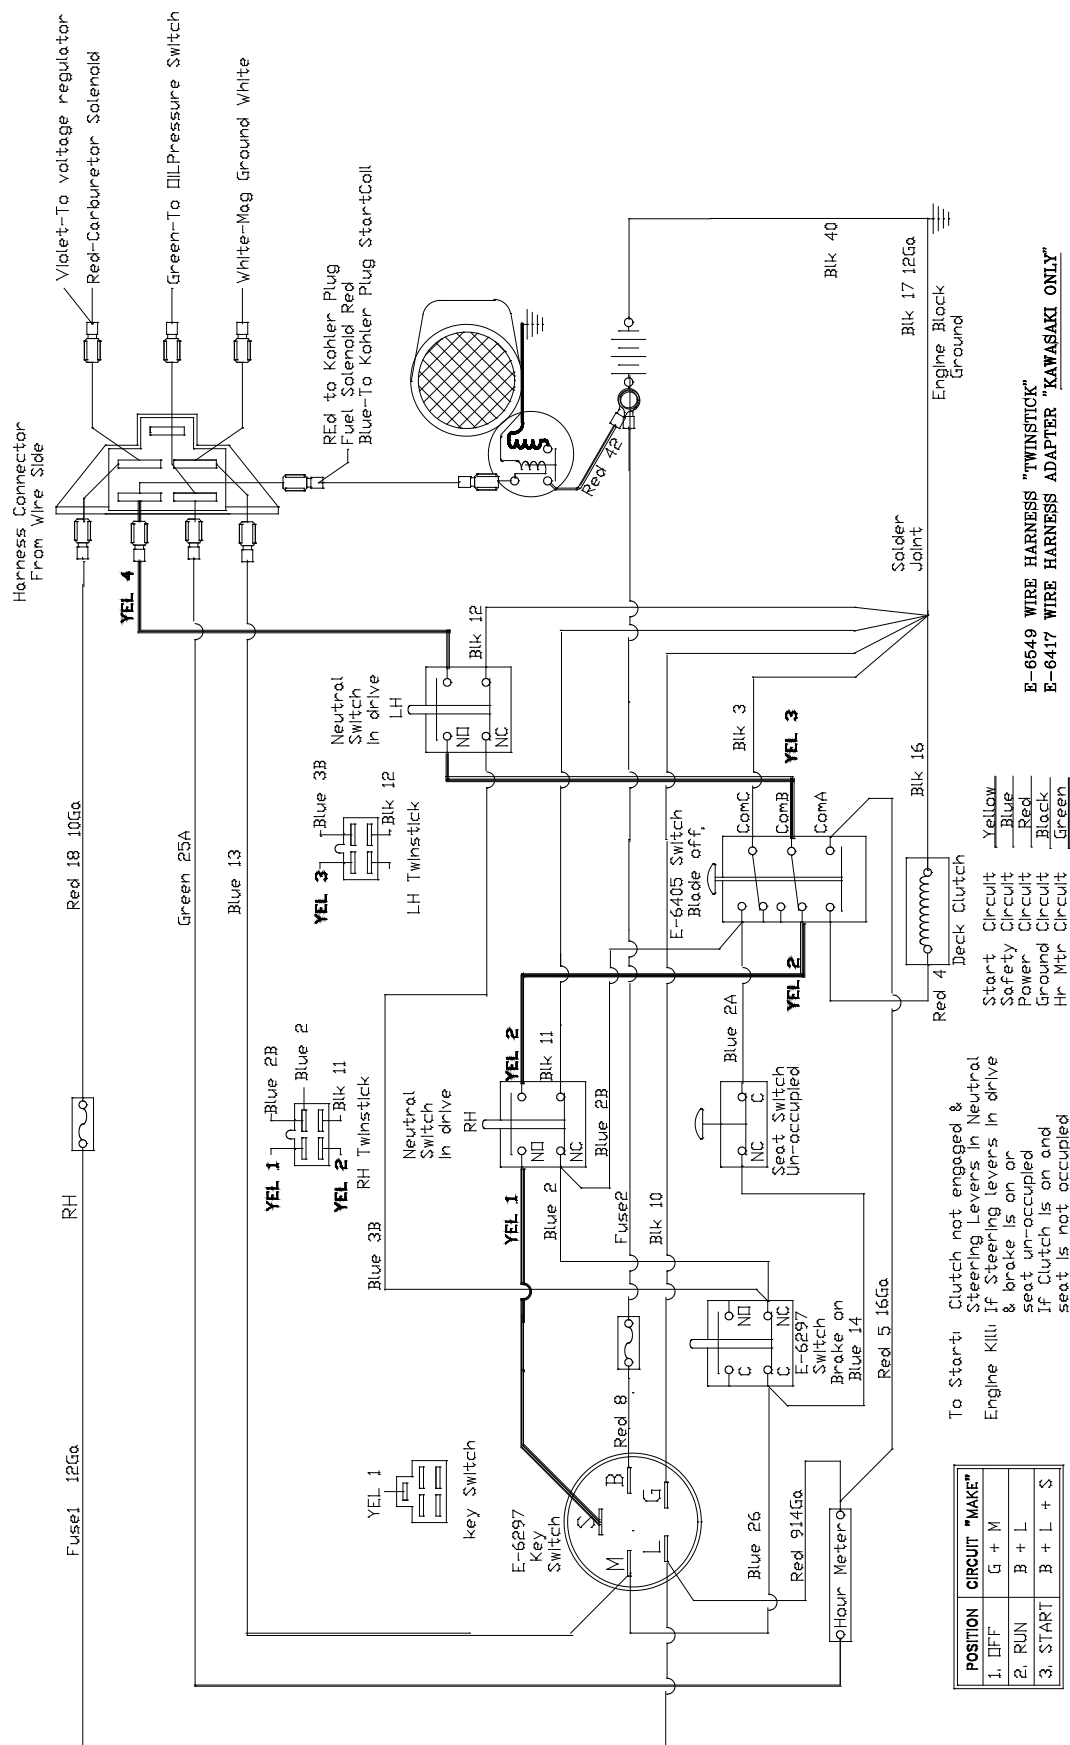 Violet-To voltage regulator
Red-Carburetor Solenoid
Green-To OILPressure Switch
White-Mag Ground White
Harness Connector
From Wire Side
REd to Kohler Plug
Fuel Solenoid Red
Blue-To Kohler Plug StartCoil
Red 42
Blk 40
Blk 17 12Ga
Engine Block
Ground
Solder
Joint
YEL 4
Red 18 10Ga
Green 25A
Blue 13
Neutral
Switch
In drive
LH
NO
NC
Blk 12
Blue 3B
YEL 3
Blk 12
LH Twinstick
Blk 3
YEL 3
Blk 16
E-6405 Switch
Blade off,
ComC
ComB
ComA
YEL 2
Red 4
Deck Clutch
RH
Blue 2B
Blue 2
YEL 1
Blk 11
YEL 2
RH Twinstick
Neutral
Switch
In drive
RH
NO
NC
YEL 2
Blk 11
Blue 2B
Blue 2A
Seat Switch
Un-occupied
NC
C
YEL 1
Blue 2
Blue 3B
Fuse2
Blk 10
Fuse1 12Ga
YEL 1
key Switch
E-6297
Key
Switch
S
B
G
M
L
Red 8
NO
NC
C
C
E-6297
Switch
Brake on
Blue 14
Red 5 16Ga
Blue 26
Red 914Ga
Hour Meter
E-6549 WIRE HARNESS "TWINSTICK"
E-6417 WIRE HARNESS ADAPTER "KAWASAKI ONLY"
Start Circuit Yellow
Safety Circuit Blue
Power Circuit Red
Ground Circuit Black
Hr Mtr Circuit Green
To Start: Clutch not engaged &
Steering Levers In Neutral
Engine Kill: If Steering levers In drive
& brake is on or
seat un-occupied
If Clutch is on and
seat is not occupied
POSITION CIRCUIT "MAKE"
1. OFF G + M
2. RUN B + L
3. START B + L + S